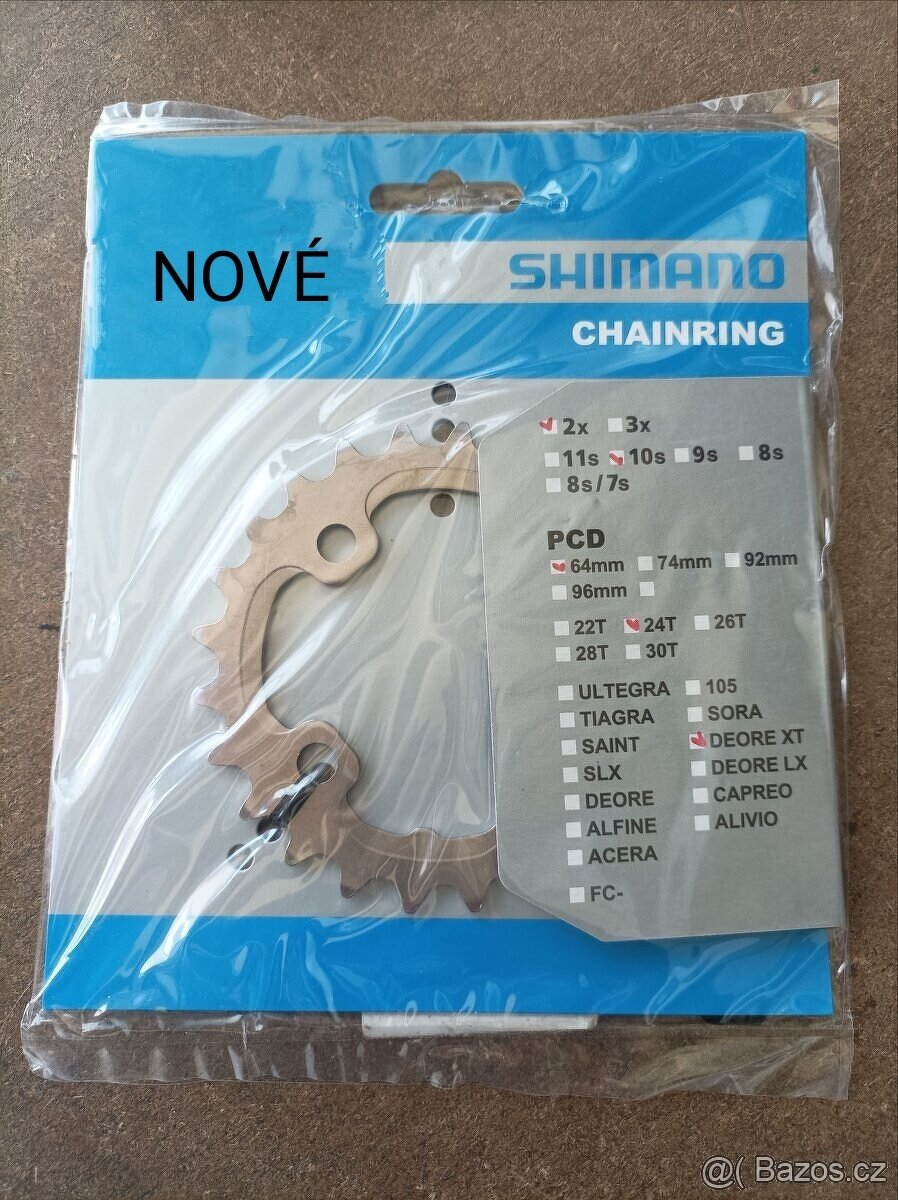 NOVÉ
SHIMANO
CHAINRING
2x 3x
11s 10s 9s 8s
8s/7s
PCD
64mm 74mm 92mm
96mm
22T 24T 26T
28T 30T
ULTEGRA 105
TIAGRA SORA
SAINT DEORE XT
SLX DEORE LX
DEORE CAPREO
ALFINE ALIVIO
ACERA
FC-
@( Bazos.cz